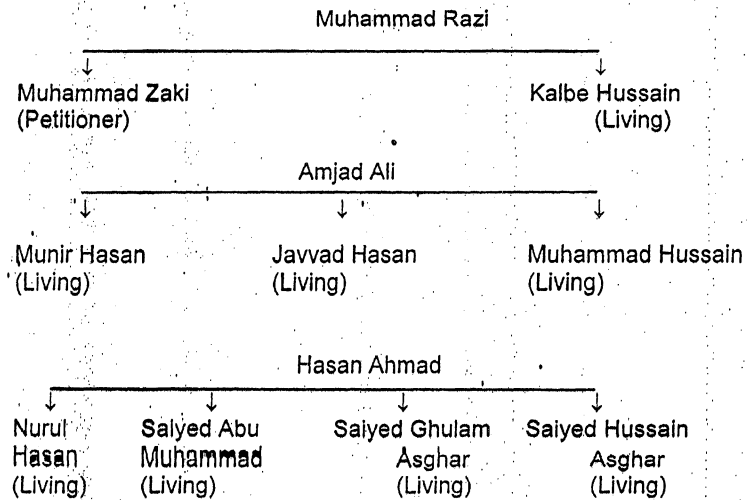 Muhammad Razi
Muhammad Zaki Kalbe Hussain
(Petitioner) (Living)
Amjad Ali
Munir Hasan Javvad Hasan Muhammad Hussain
(Living) (Living) (Living)
Hasan Ahmad
Nurul Saiyed Abu Saiyed Ghulam Saiyed Hussain
Hasan Muhammad Asghar Asghar
(Living) (Living) (Living) (Living)